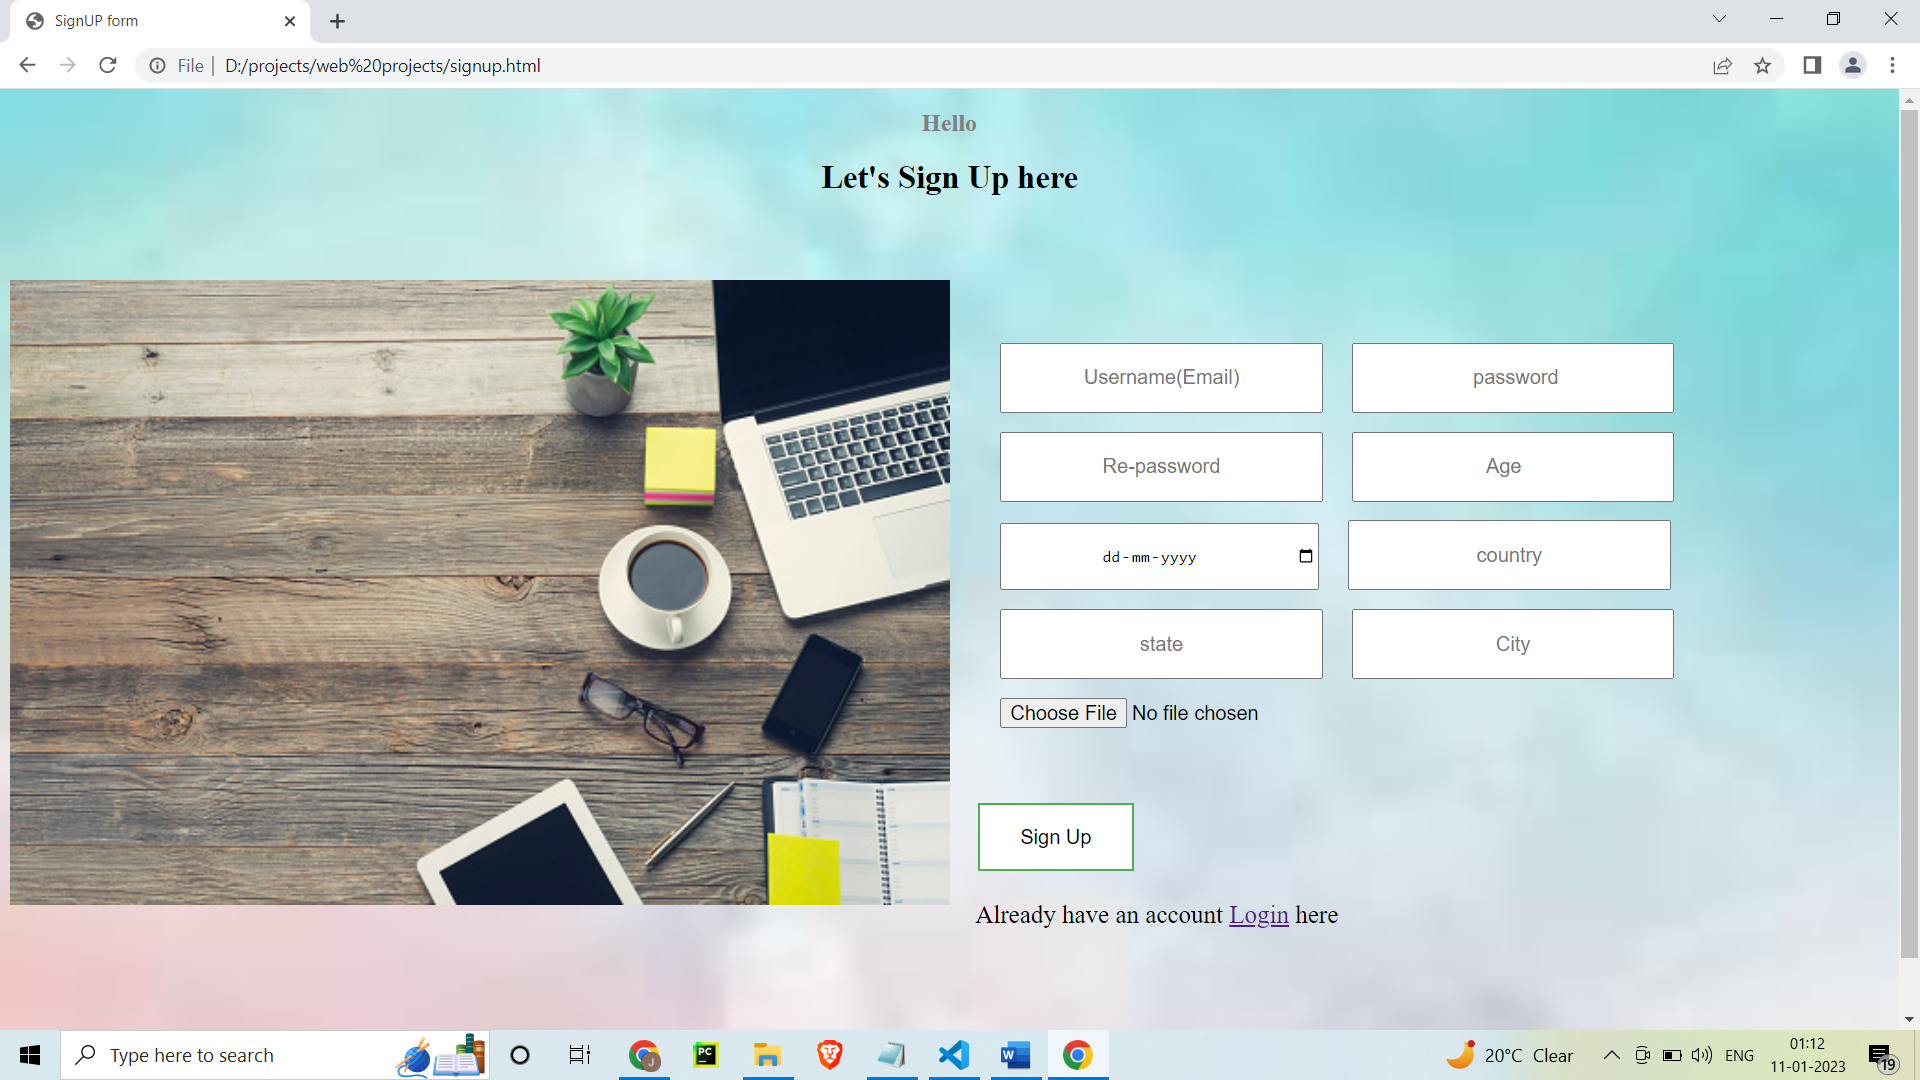 SignUP form
File D:/projects/web%20projects/signup.html
Hello
Let's Sign Up here
Username(Email) password
Re-password Age
dd-mm-yyyy country
state City
Choose File No file chosen
Sign Up
Already have an account Login here
Type here to search
PC
W
J
20°C Clear
ENG
01:12
11-01-2023
19